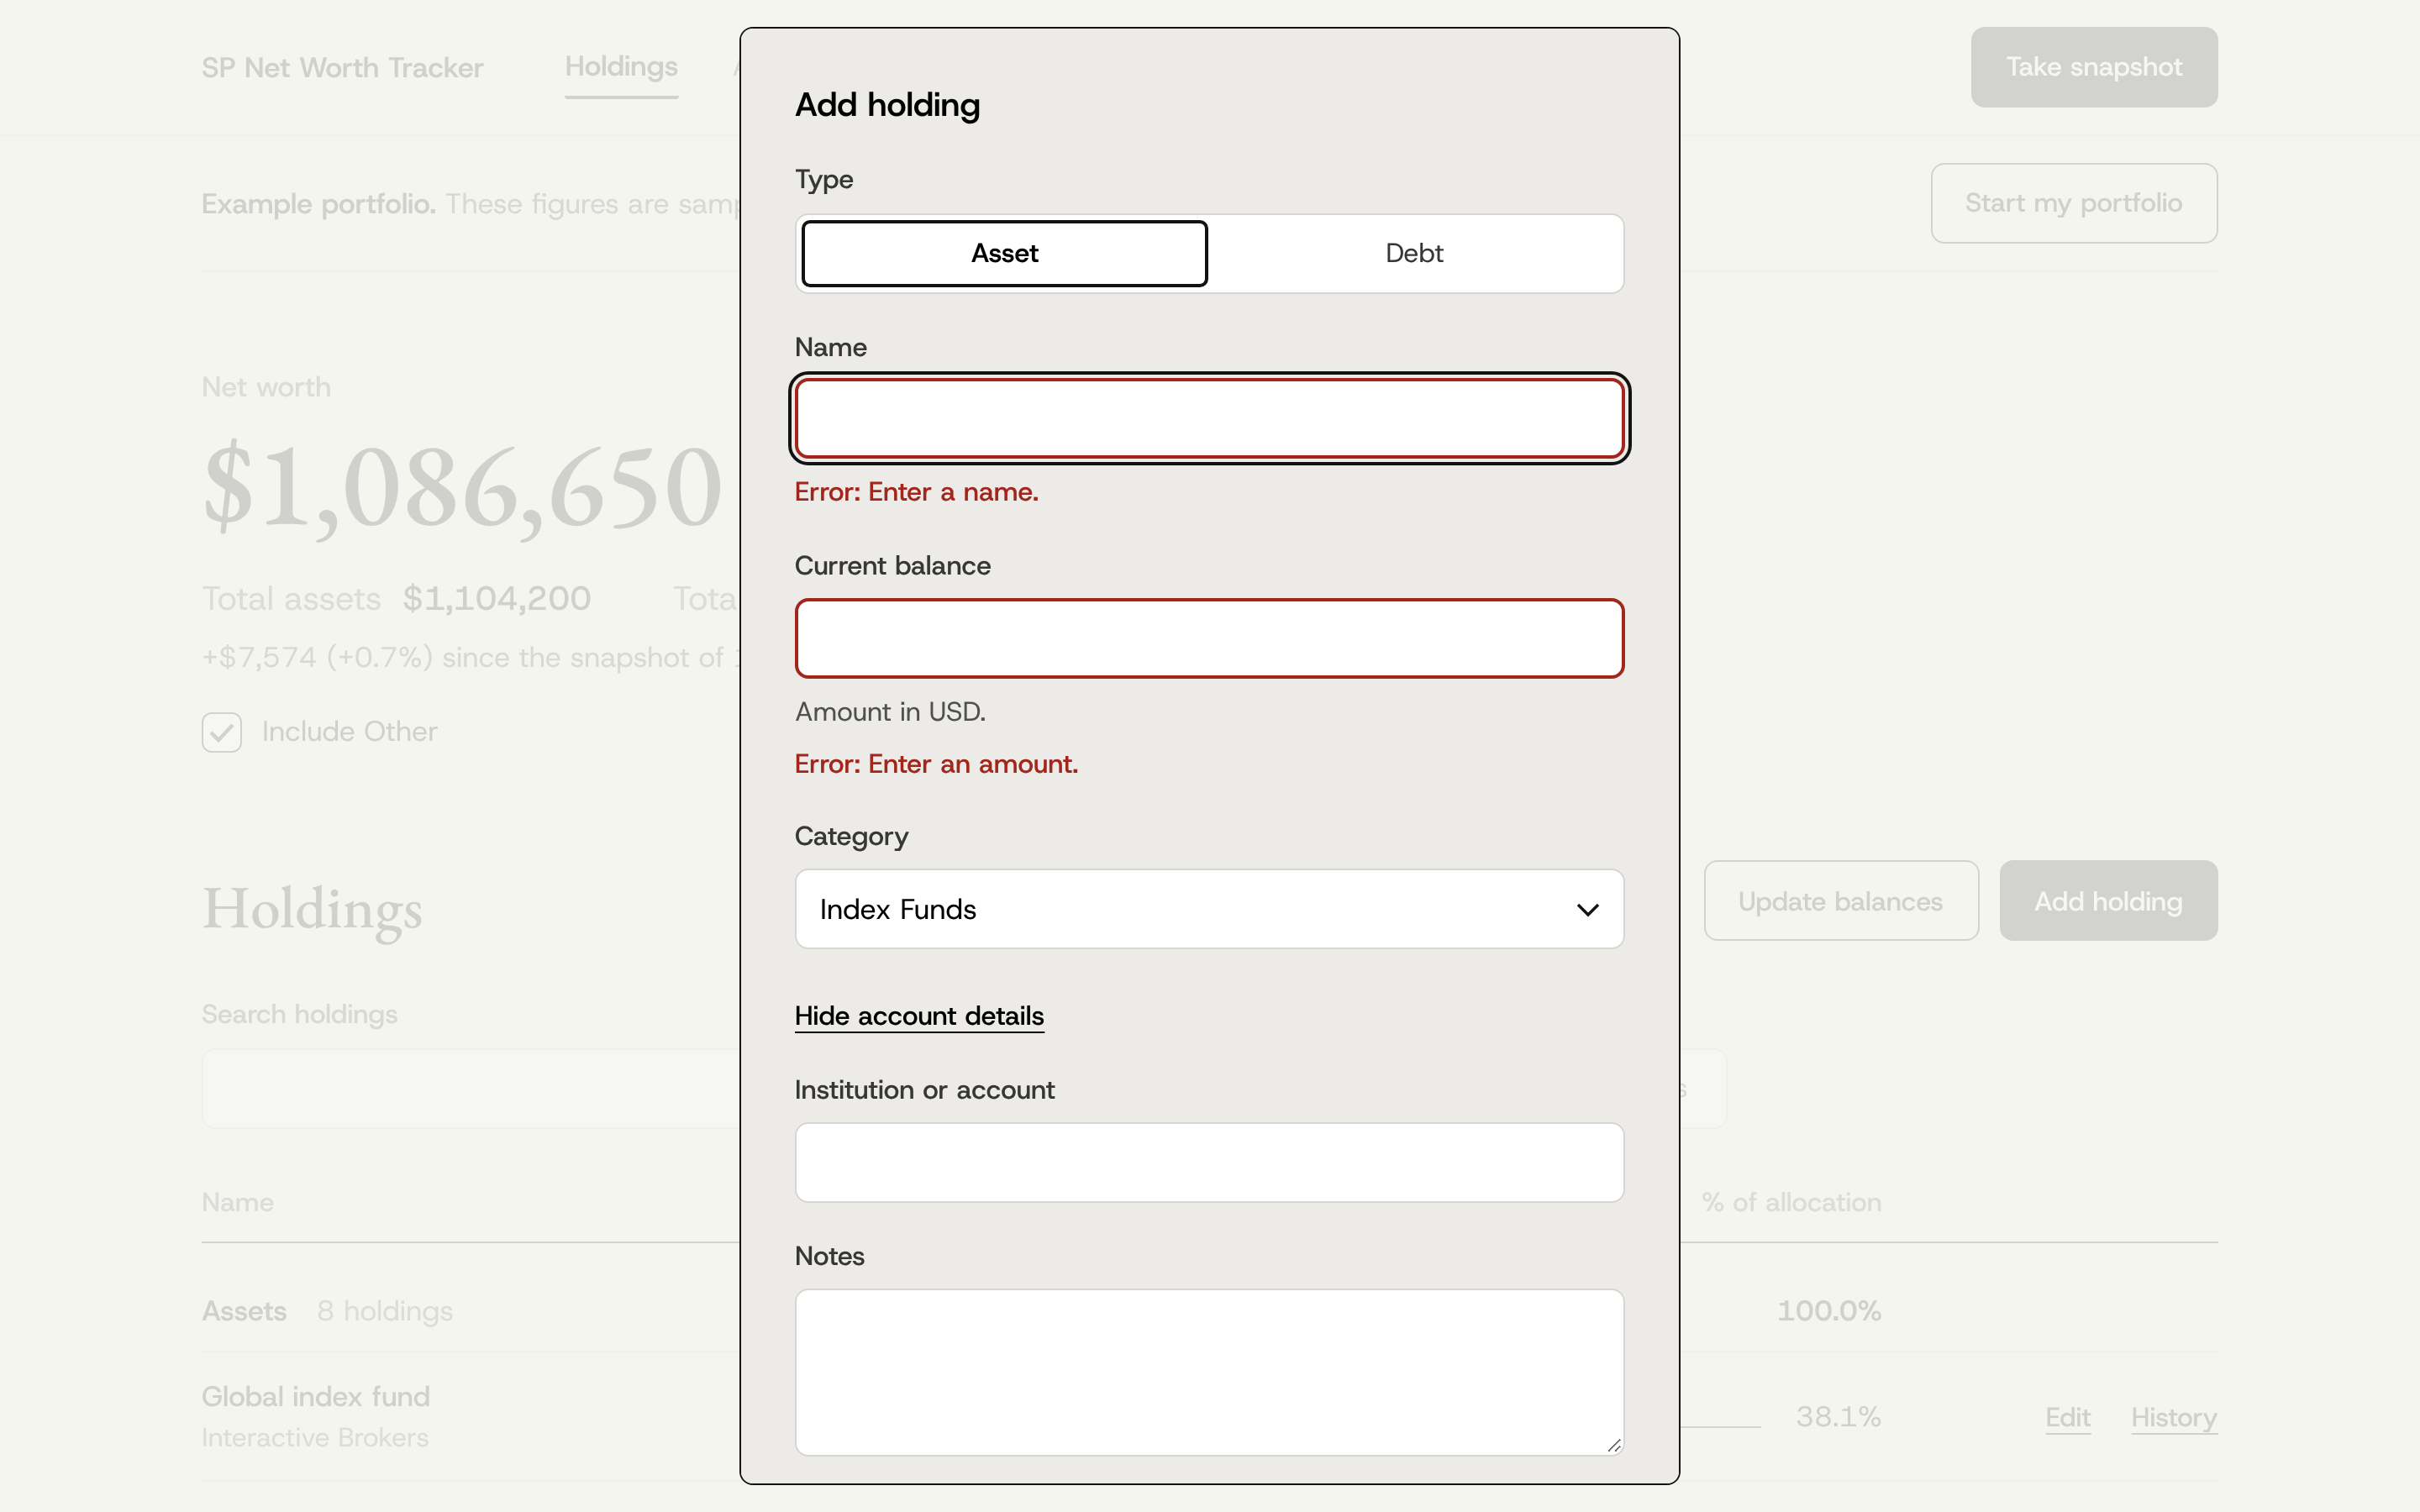 SP Net Worth Tracker
Holdings
Take snapshot
Example portfolio. These figures are
Start my portfolio
Net worth
$1,086,650
Total assets $1,104,200
+$7,574 (+0.7%) since the snapshot of
Include Other
Holdings
Update balances
Add holding
Search holdings
Name
% of allocation
Assets 8 holdings
100.0%
Global index fund
Interactive Brokers
38.1%
Edit
History
Add holding
Type
Asset
Debt
Name
Error: Enter a name.
Current balance
Amount in USD.
Error: Enter an amount.
Category
Index Funds
Hide account details
Institution or account
Notes